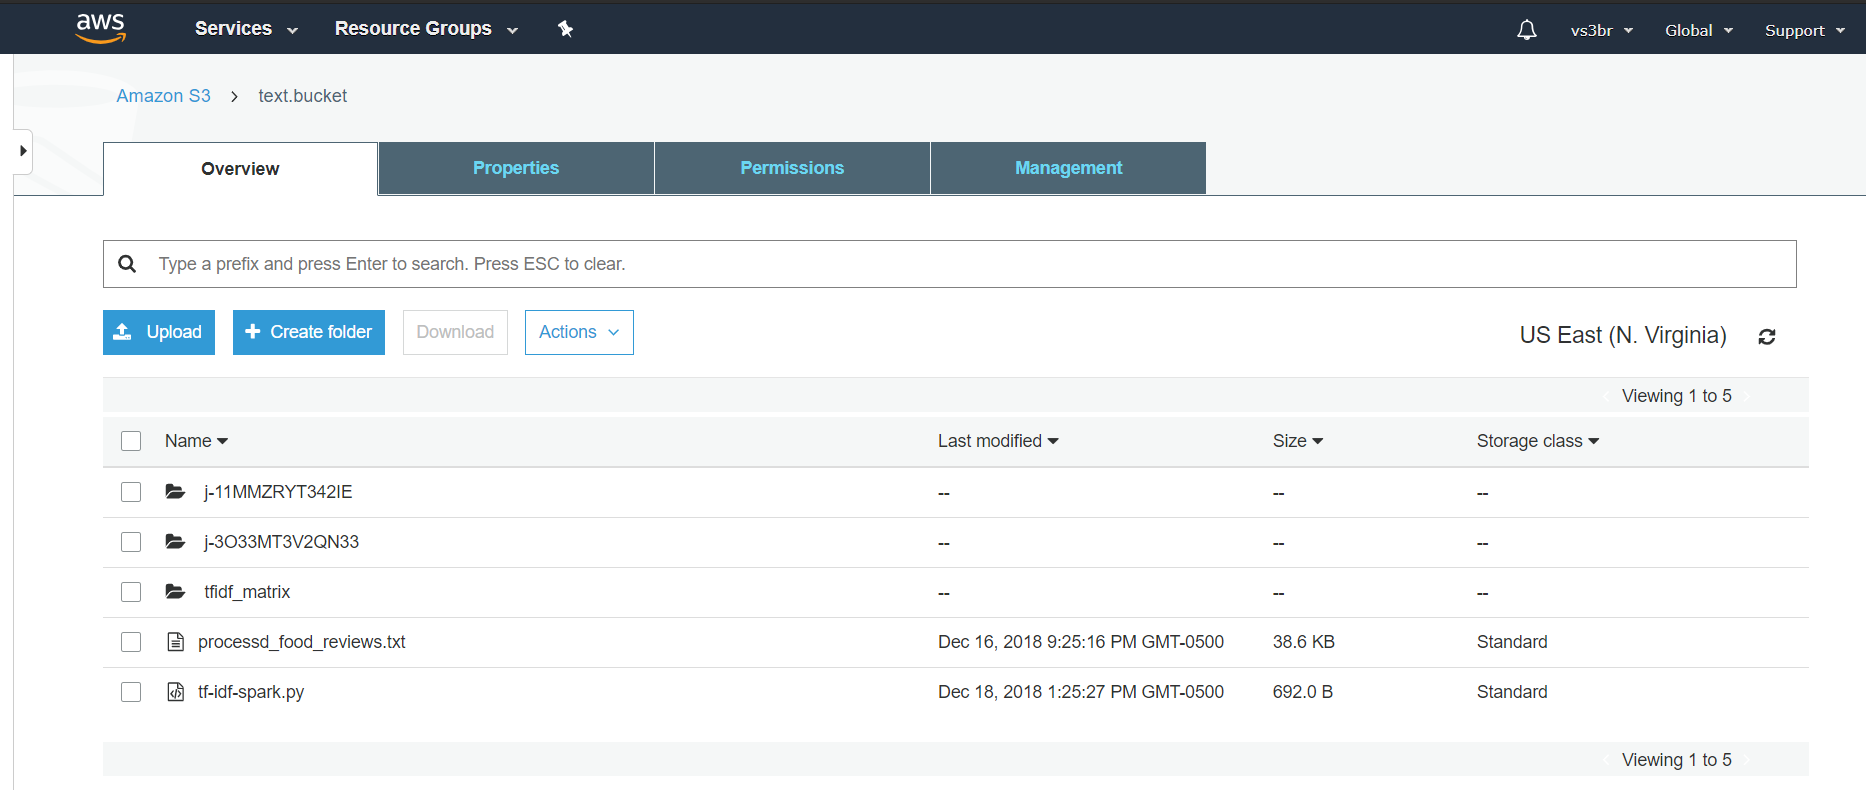 aws Services Resource Groups vs3br Global Support
Amazon S3 text.bucket
Overview Properties Permissions Management
Type a prefix and press Enter to search. Press ESC to clear.
Upload Create folder Download Actions US East (N. Virginia)
Viewing 1 to 5
Name Last modified Size Storage class
j-11MMZRYT342IE -- -- --
j-3O33MT3V2QN33 -- -- --
tfidf_matrix -- -- --
processd_food_reviews.txt Dec 16, 2018 9:25:16 PM GMT-0500 38.6 KB Standard
tf-idf-spark.py Dec 18, 2018 1:25:27 PM GMT-0500 692.0 B Standard
Viewing 1 to 5